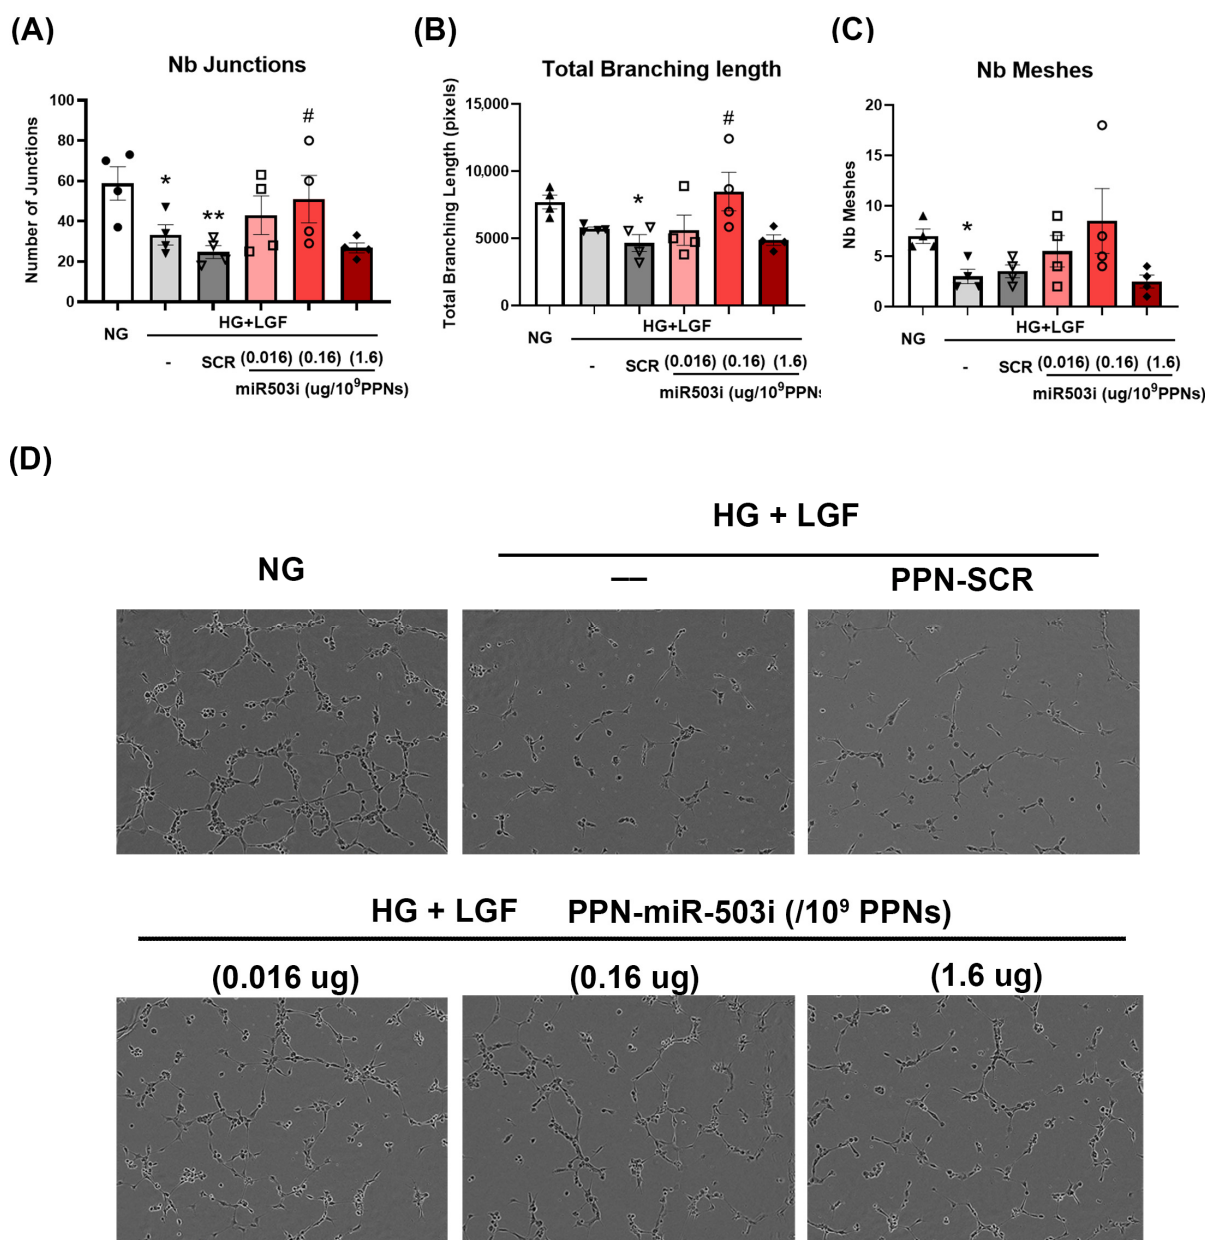 (A)
(B)
(C)
Nb Junctions
Number of Junctions
100
80
60
40
20
0
*
**
#
NG
HG+LGF
-
SCR
(0.016)
(0.16)
(1.6)
miR503i (ug/10⁹PPNs)
Total Branching length
Total Branching Length (pixels)
15,000
10,000
5000
0
*
#
NG
HG+LGF
-
SCR
(0.016)
(0.16)
(1.6)
miR503i (ug/10⁹PPNs
Nb Meshes
Nb Meshes
20
15
10
5
0
*
NG
HG+LGF
-
SCR
(0.016)
(0.16)
(1.6)
miR503i (ug/10⁹PPNs)
(D)
HG + LGF
NG
—
PPN-SCR
HG + LGF PPN-miR-503i (/10⁹ PPNs)
(0.016 ug)
(0.16 ug)
(1.6 ug)